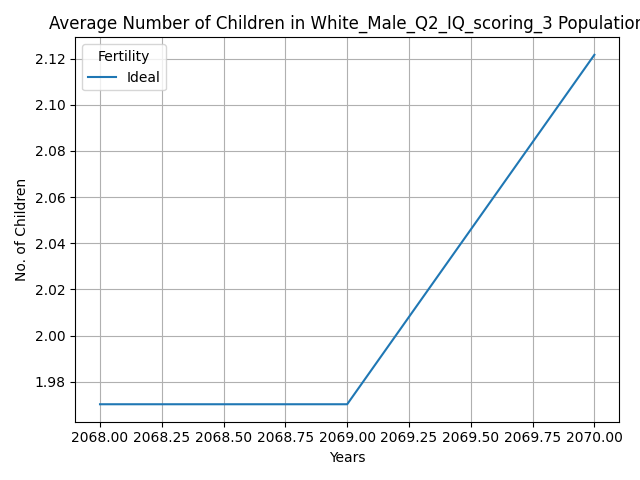 Average Number of Children in White_Male_Q2_IQ_scoring_3 Population
Fertility
Ideal
2.12
2.10
2.08
2.06
2.04
2.02
2.00
1.98
No. of Children
2068.00 2068.25 2068.50 2068.75 2069.00 2069.25 2069.50 2069.75 2070.00
Years